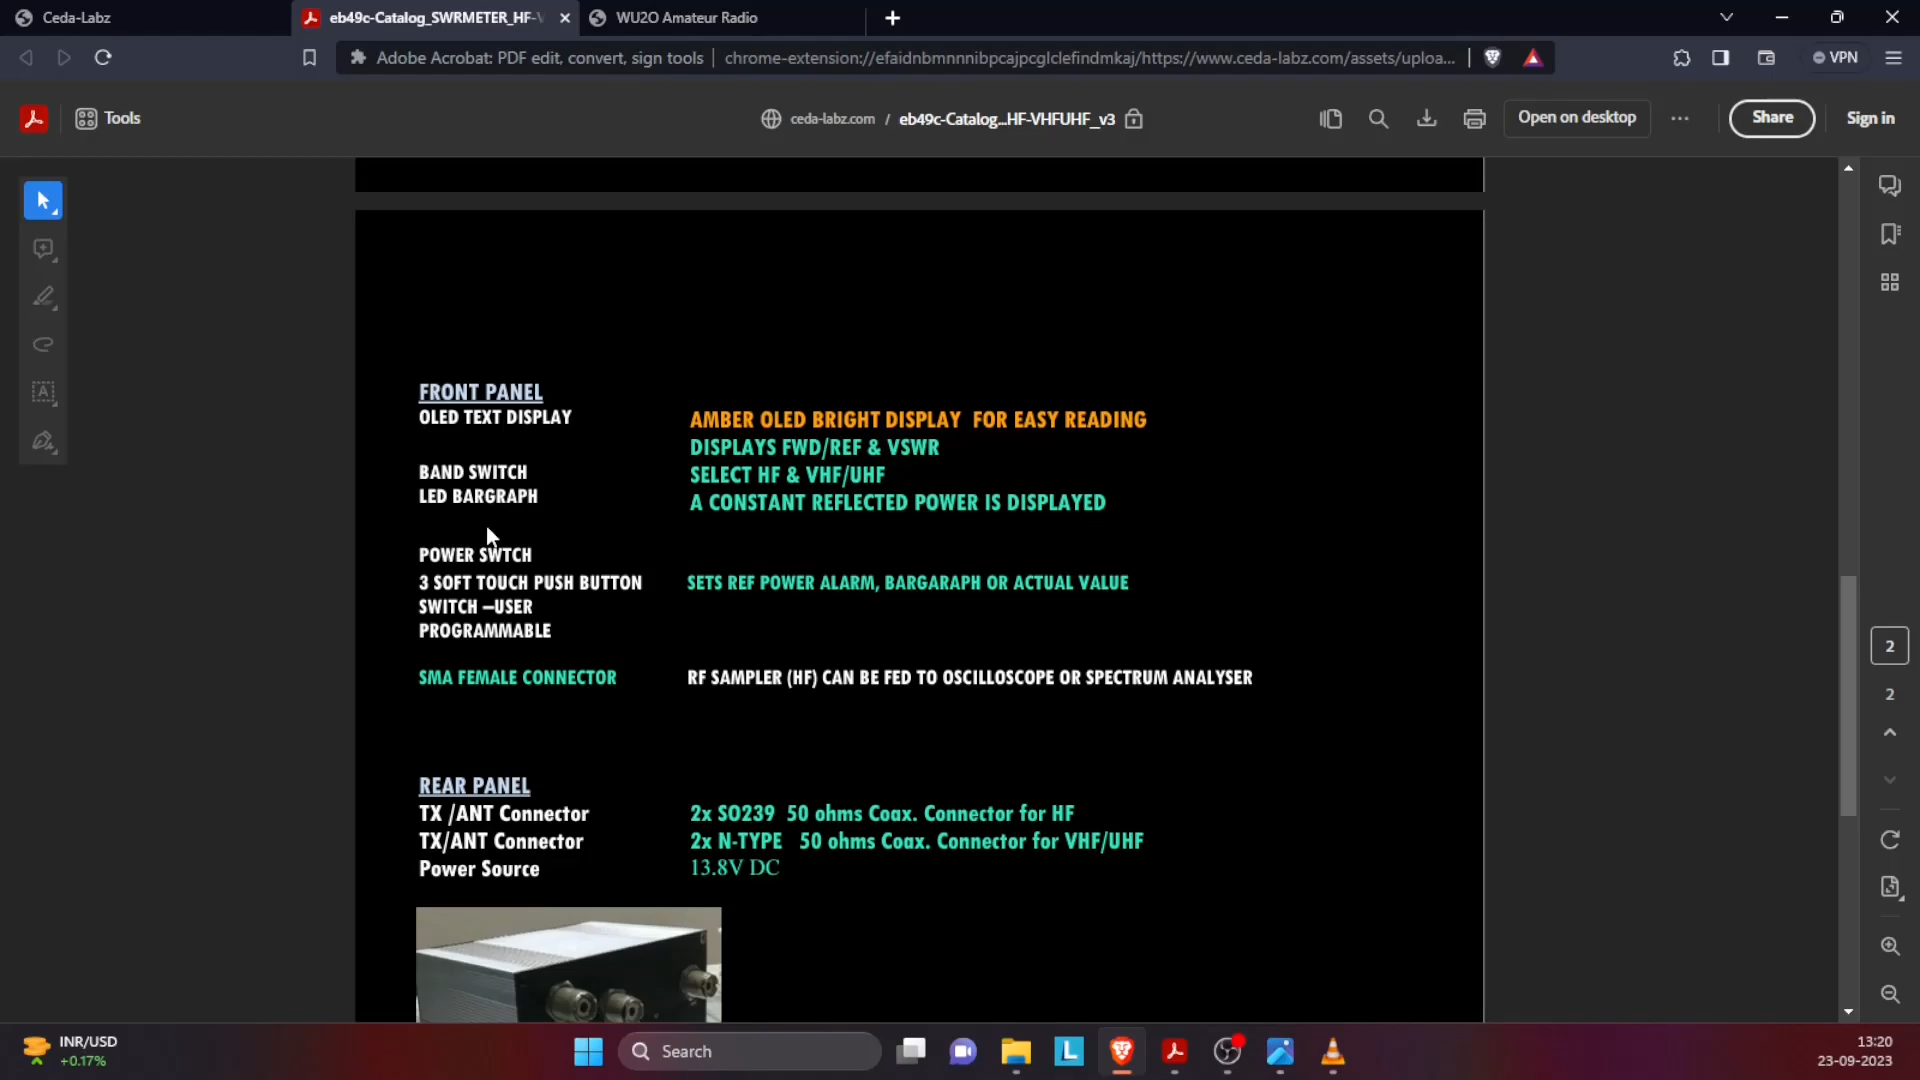 Ceda-Labz
eb49c-Catalog_SWRMETER_HF-V
WU2O Amateur Radio
Adobe Acrobat: PDF edit, convert, sign tools
chrome-extension://efaidnbmnnnibpcajpcglclefindmkaj/https://www.ceda-labz.com/assets/uploa...
VPN
Tools
ceda-labz.com / eb49c-Catalog...HF-VHFUHF_v3
Open on desktop
Share
Sign in
FRONT PANEL
OLED TEXT DISPLAY AMBER OLED BRIGHT DISPLAY FOR EASY READING
DISPLAYS FWD/REF & VSWR
BAND SWITCH SELECT HF & VHF/UHF
LED BARGRAPH A CONSTANT REFLECTED POWER IS DISPLAYED
POWER SWTCH
3 SOFT TOUCH PUSH BUTTON SETS REF POWER ALARM, BARGARAPH OR ACTUAL VALUE
SWITCH –USER
PROGRAMMABLE
SMA FEMALE CONNECTOR RF SAMPLER (HF) CAN BE FED TO OSCILLOSCOPE OR SPECTRUM ANALYSER
REAR PANEL
TX /ANT Connector 2x SO239 50 ohms Coax. Connector for HF
TX/ANT Connector 2x N-TYPE 50 ohms Coax. Connector for VHF/UHF
Power Source 13.8V DC
2
2
INR/USD
+0.17%
Search
13:20
23-09-2023